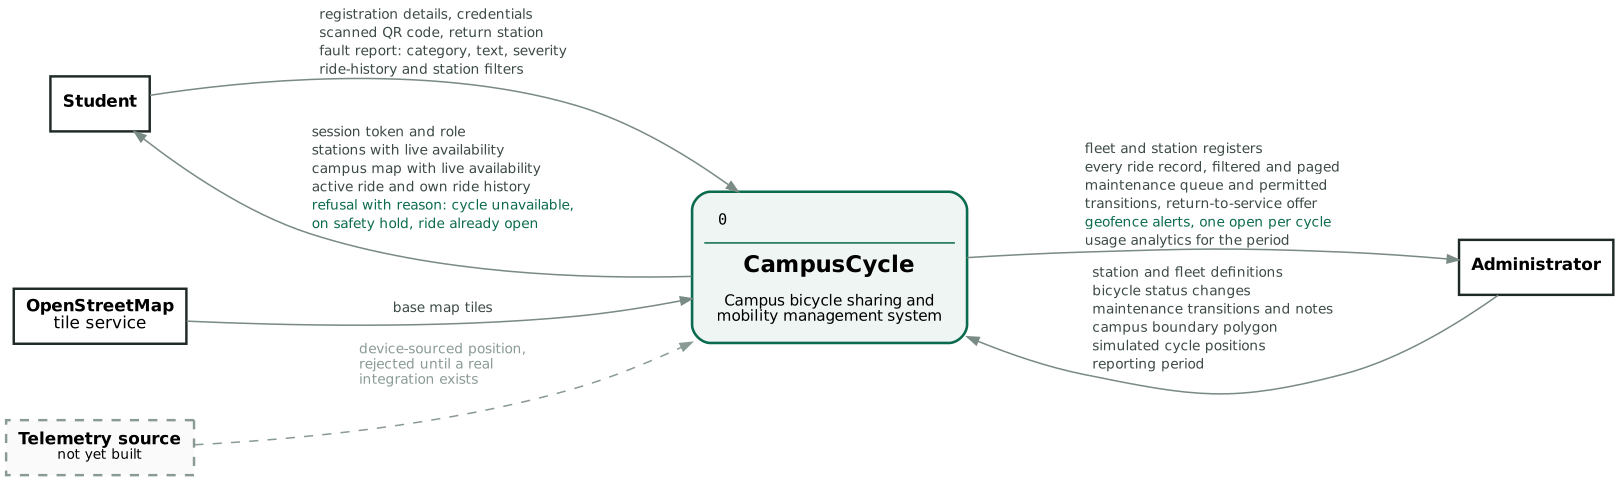 registration details, credentials
scanned QR code, return station
fault report: category, text, severity
ride-history and station filters
Student
session token and role
stations with live availability
campus map with live availability
active ride and own ride history
refusal with reason: cycle unavailable,
on safety hold, ride already open
OpenStreetMap
tile service
base map tiles
device-sourced position,
rejected until a real
integration exists
Telemetry source
not yet built
0
CampusCycle
Campus bicycle sharing and
mobility management system
fleet and station registers
every ride record, filtered and paged
maintenance queue and permitted
transitions, return-to-service offer
geofence alerts, one open per cycle
usage analytics for the period
Administrator
station and fleet definitions
bicycle status changes
maintenance transitions and notes
campus boundary polygon
simulated cycle positions
reporting period